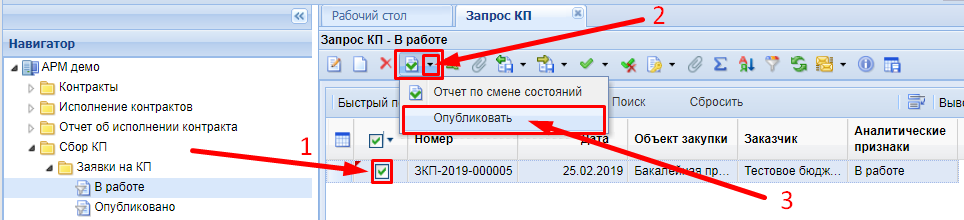 Рабочий стол
Запрос КП
2
Навигатор
Запрос КП - В работе
АРМ демо
Контракты
Исполнение контрактов
Отчет об исполнении контракта
Сбор КП
Заявки на КП
В работе
Опубликовано
Отчет по смене состояний
Опубликовать
Быстрый п
Поиск
Сбросить
Выво
Номер
Дата
Объект закупки
Заказчик
Аналитические
признаки
1
ЗКП-2019-000005
25.02.2019
Бакалейная пр...
Тестовое бюдж...
В работе
3